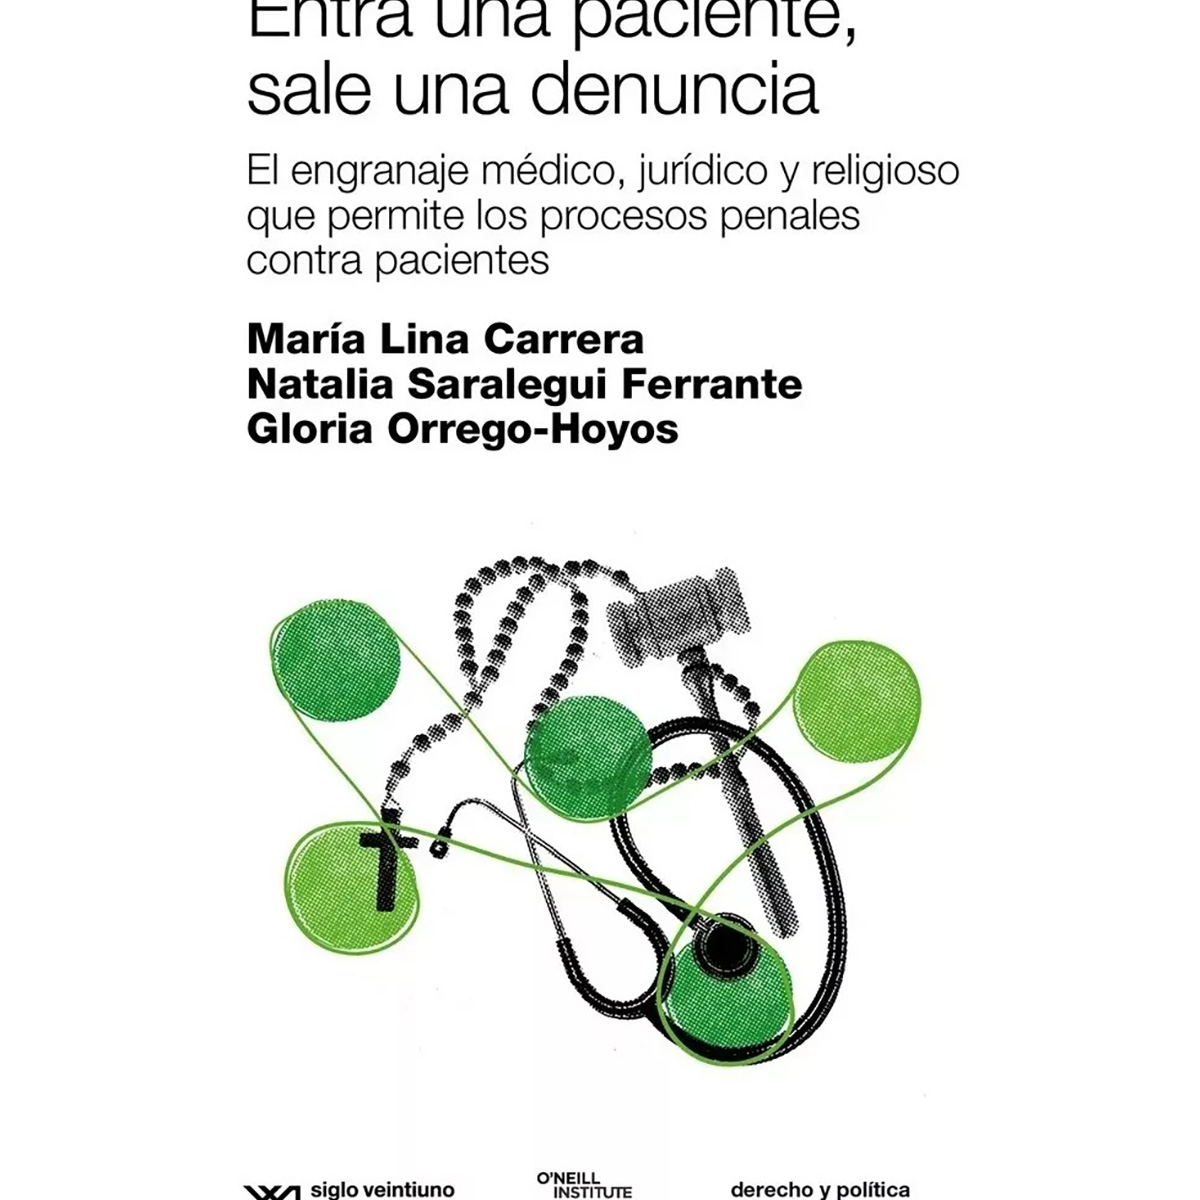 Entra una paciente,
sale una denuncia
El engranaje médico, jurídico y religioso
que permite los procesos penales
contra pacientes
María Lina Carrera
Natalia Saralegui Ferrante
Gloria Orrego-Hoyos
siglo veintiuno
O'NEILL
INSTITUTE
derecho y política